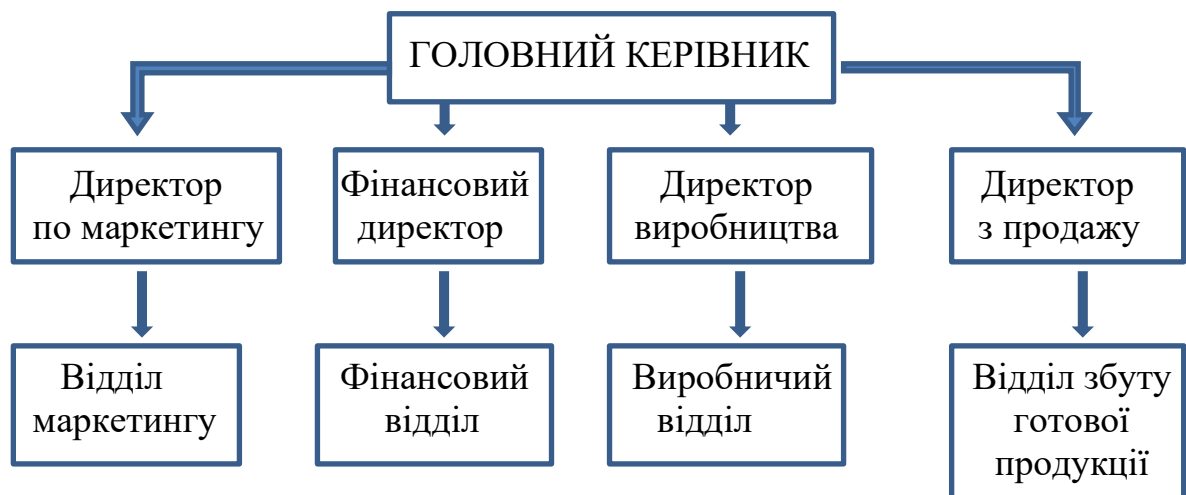 ГОЛОВНИЙ КЕРІВНИК
Директор
по маркетингу
Фінансовий
директор
Директор
виробництва
Директор
з продажу
Відділ
маркетингу
Фінансовий
відділ
Виробничий
відділ
Відділ збуту
готової
продукції